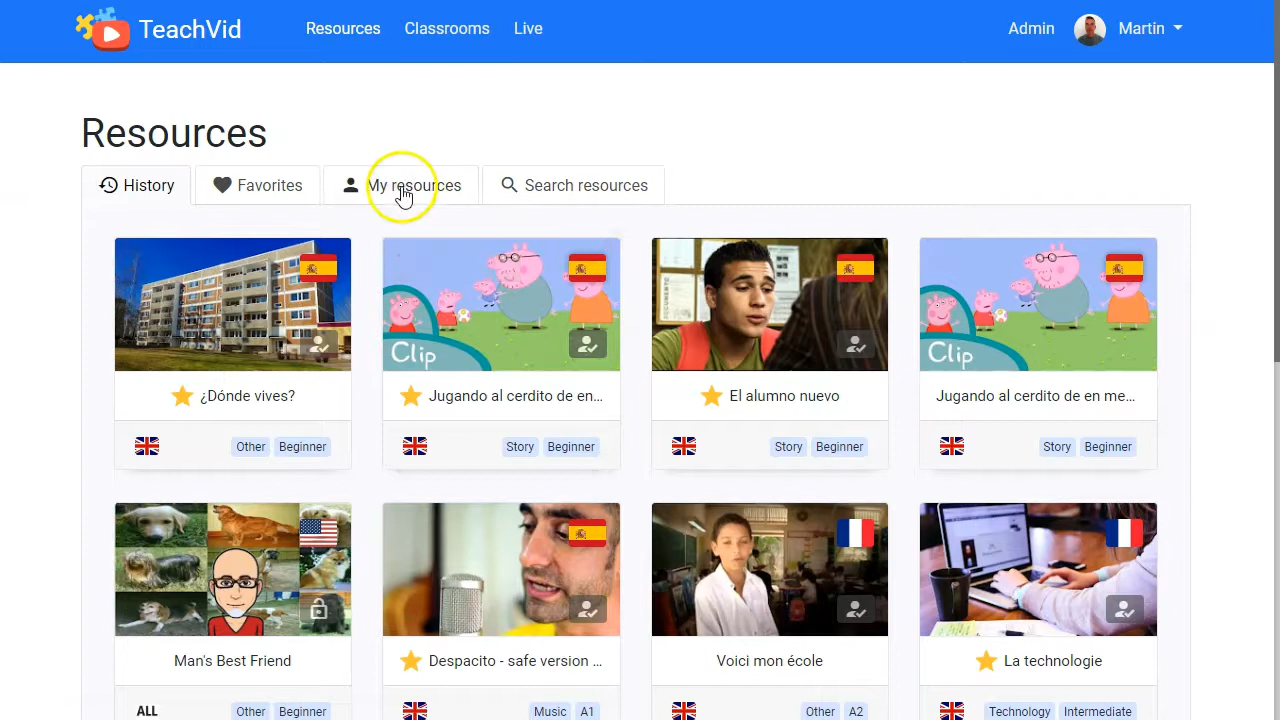 TeachVid
Resources Classrooms Live
Admin Martin
Resources
History Favorites My resources Search resources
Clip
Clip
¿Dónde vives? Jugando al cerdito de en... El alumno nuevo Jugando al cerdito de en me...
Other Beginner Story Beginner Story Beginner Story Beginner
Man's Best Friend Despacito - safe version ... Voici mon école La technologie
ALL Other Beginner Music A1 Other A2 Technology Intermediate